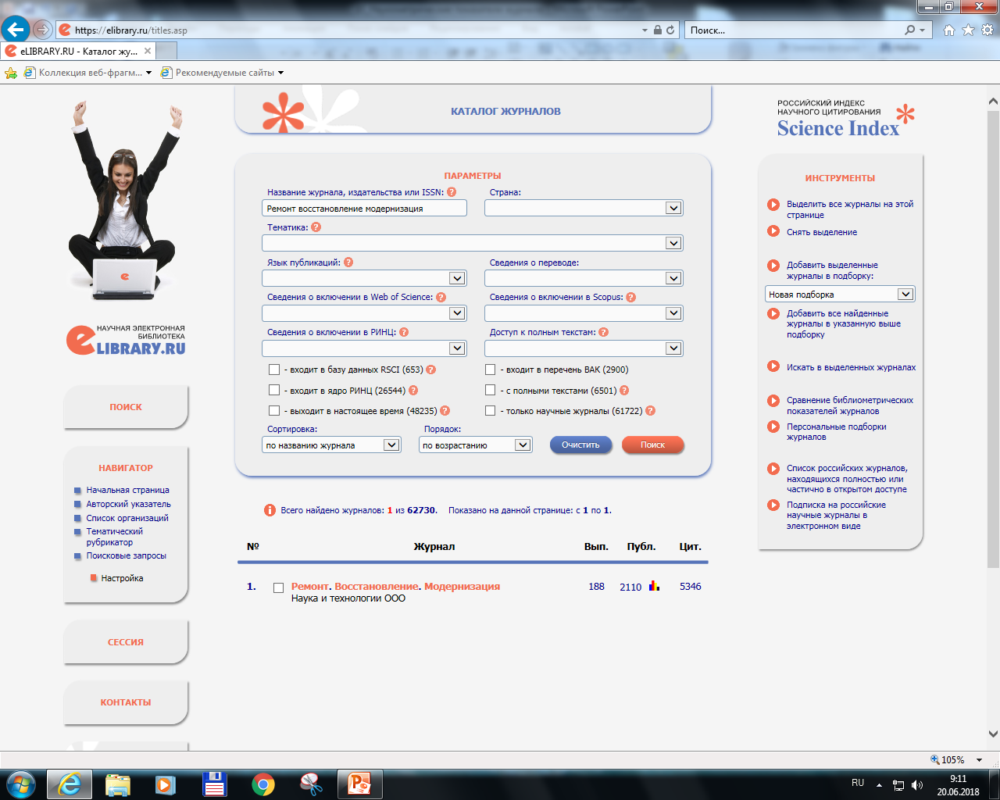 https://elibrary.ru/titles.asp
Поиск...
eLIBRARY.RU - Каталог жу...
Коллекция веб-фрагм...
Рекомендуемые сайты
КАТАЛОГ ЖУРНАЛОВ
РОССИЙСКИЙ ИНДЕКС
НАУЧНОГО ЦИТИРОВАНИЯ
Science Index
НАУЧНАЯ ЭЛЕКТРОННАЯ
БИБЛИОТЕКА
eLIBRARY.RU
ПОИСК
НАВИГАТОР
Начальная страница
Авторский указатель
Список организаций
Тематический
рубрикатор
Поисковые запросы
Настройка
СЕССИЯ
КОНТАКТЫ
ПАРАМЕТРЫ
Название журнала, издательства или ISSN: ?
Страна:
Ремонт восстановление модернизация
Тематика: ?
Язык публикаций: ?
Сведения о переводе:
Сведения о включении в Web of Science: ?
Сведения о включении в Scopus: ?
Сведения о включении в РИНЦ: ?
Доступ к полным текстам: ?
- входит в базу данных RSCI (653) ?
- входит в перечень ВАК (2900)
- входит в ядро РИНЦ (26544) ?
- с полными текстами (6501) ?
- выходит в настоящее время (48235) ?
- только научные журналы (61722) ?
Сортировка:
Порядок:
по названию журнала
по возрастанию
Очистить
Поиск
Всего найдено журналов: 1 из 62730. Показано на данной странице: с 1 по 1.
№ Журнал Вып. Публ. Цит.
1. Ремонт. Восстановление. Модернизация 188 2110 5346
Наука и технологии ООО
ИНСТРУМЕНТЫ
Выделить все журналы на этой
странице
Снять выделение
Добавить выделенные
журналы в подборку:
Новая подборка
Добавить все найденные
журналы в указанную выше
подборку
Искать в выделенных журналах
Сравнение библиометрических
показателей журналов
Персональные подборки
журналов
Список российских журналов,
находящихся полностью или
частично в открытом доступе
Подписка на российские
научные журналы в
электронном виде
105%
RU
9:11
20.06.2018